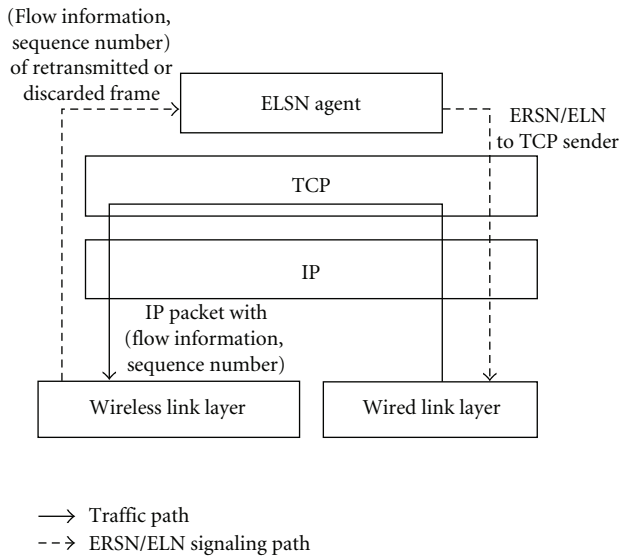 (Flow information,
sequence number)
of retransmitted or
discarded frame
ELSN agent
ERSN/ELN
to TCP sender
TCP
IP
IP packet with
(flow information,
sequence number)
Wireless link layer
Wired link layer
Traffic path
ERSN/ELN signaling path